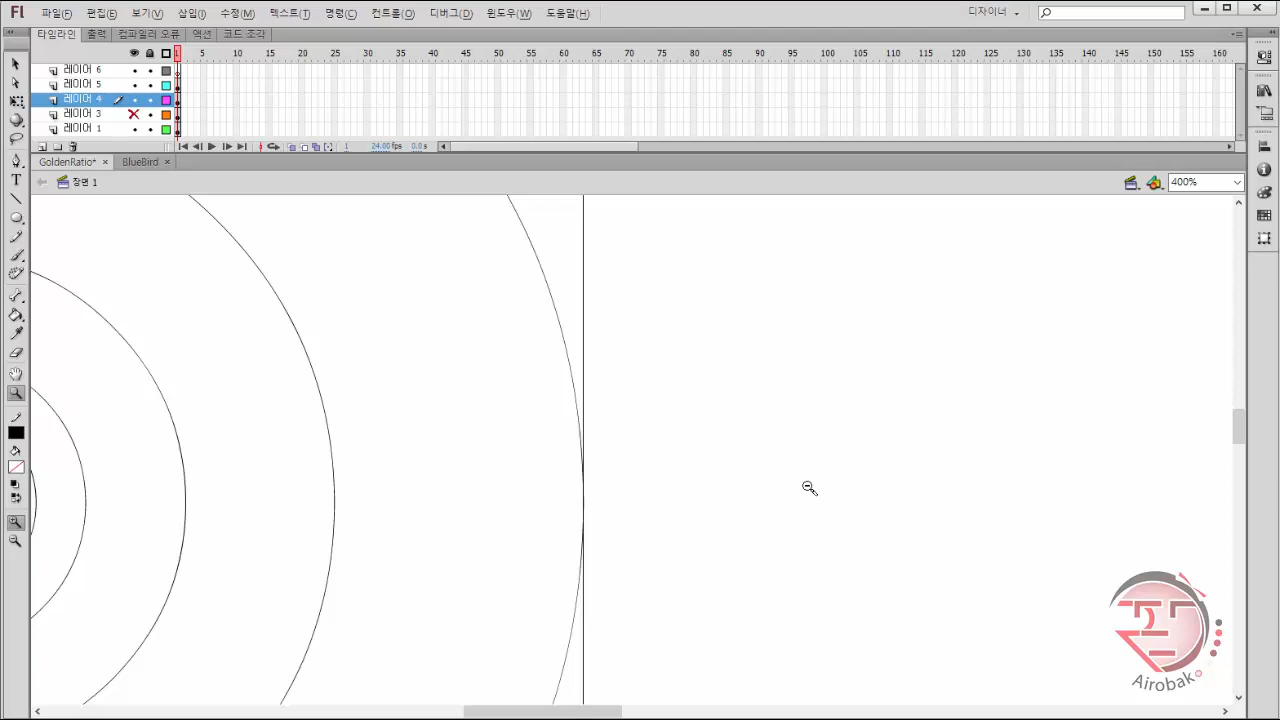 Fl 파일(F) 편집(E) 보기(V) 삽입(I) 수정(M) 텍스트(T) 명령(C) 컨트롤(O) 디버그(D) 윈도우(W) 도움말(H) 디자이너
타임라인 출력 컴파일러 오류 액션 코드 조각
1 5 10 15 20 25 30 35 40 45 50 55 60 65 70 75 80 85 90 95 100 105 110 115 120 125 130 135 140 145 150 155 160
레이어 6
레이어 5
레이어 4
레이어 3
레이어 1
1 24.00 fps 0.0 s
GoldenRatio* × BlueBird ×
장면 1 400%
Airobak